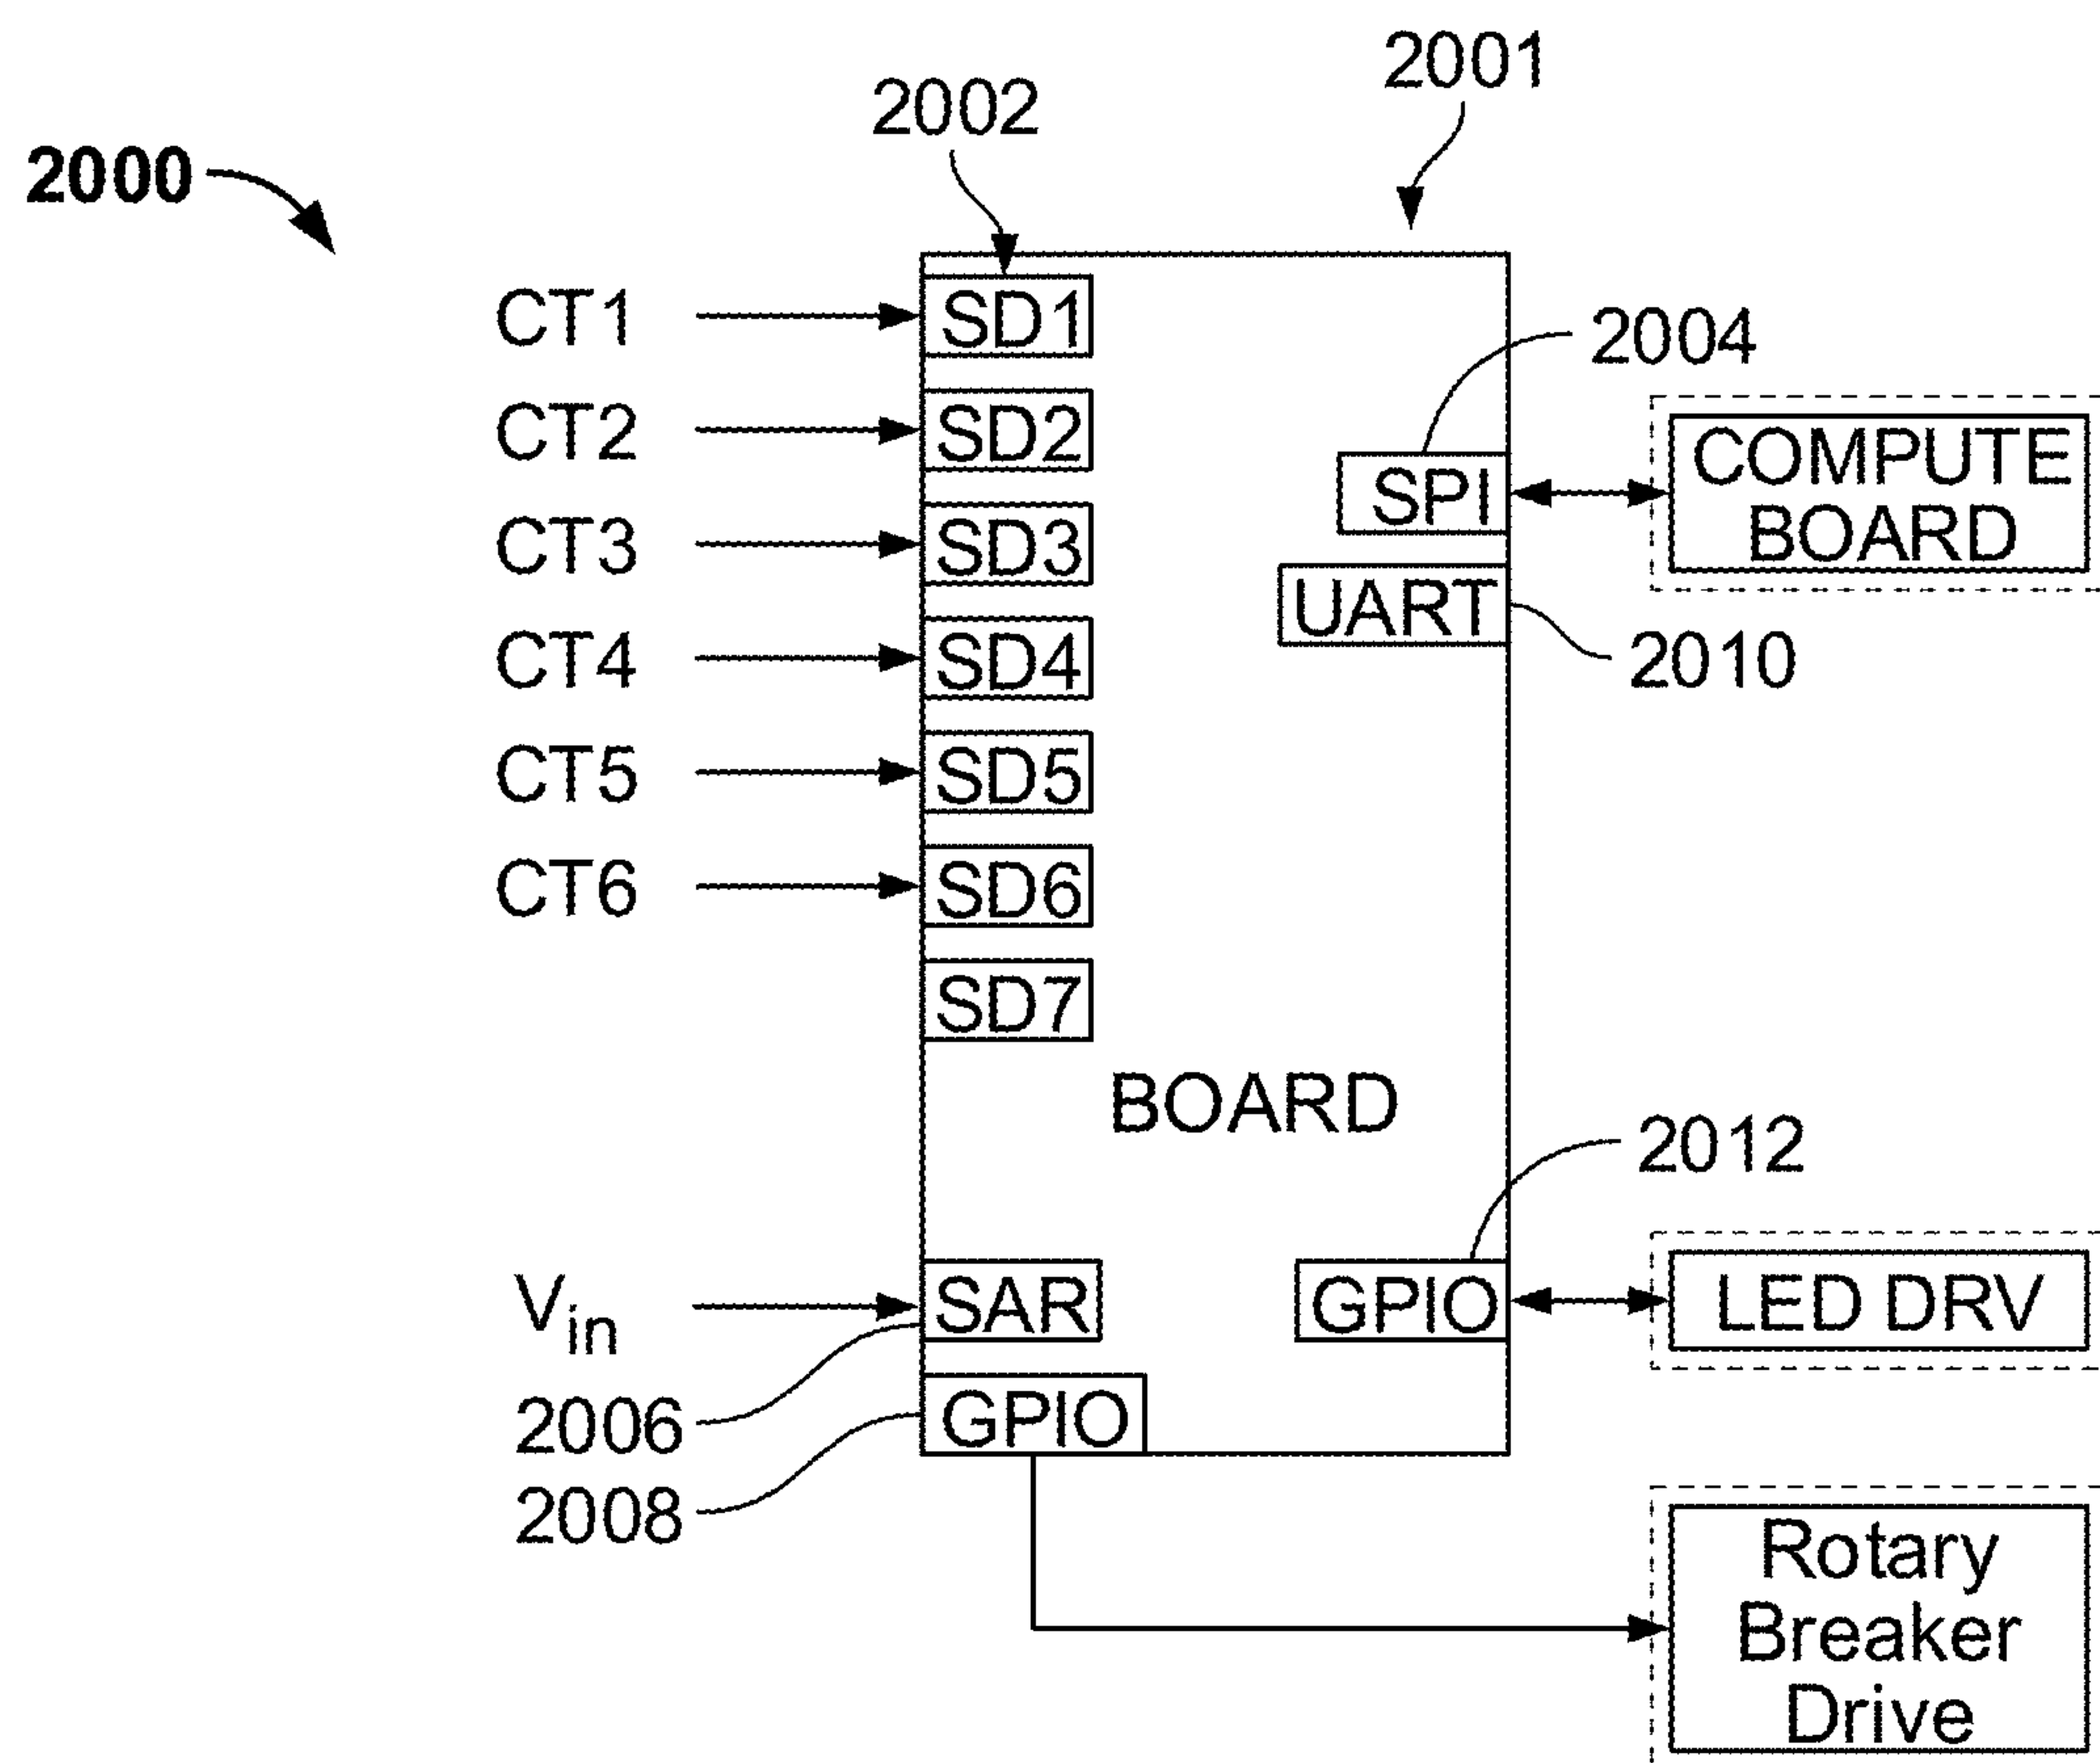 2001
2002
2000
CT1 SD1
2004
CT2 SD2 COMPUTE
SPI BOARD
CT3 SD3
UART
CT4 SD4 2010
CT5 SD5
CT6 SD6
SD7
BOARD
2012
Vin SAR GPIO LED DRV
2006 GPIO
2008
Rotary
Breaker
Drive